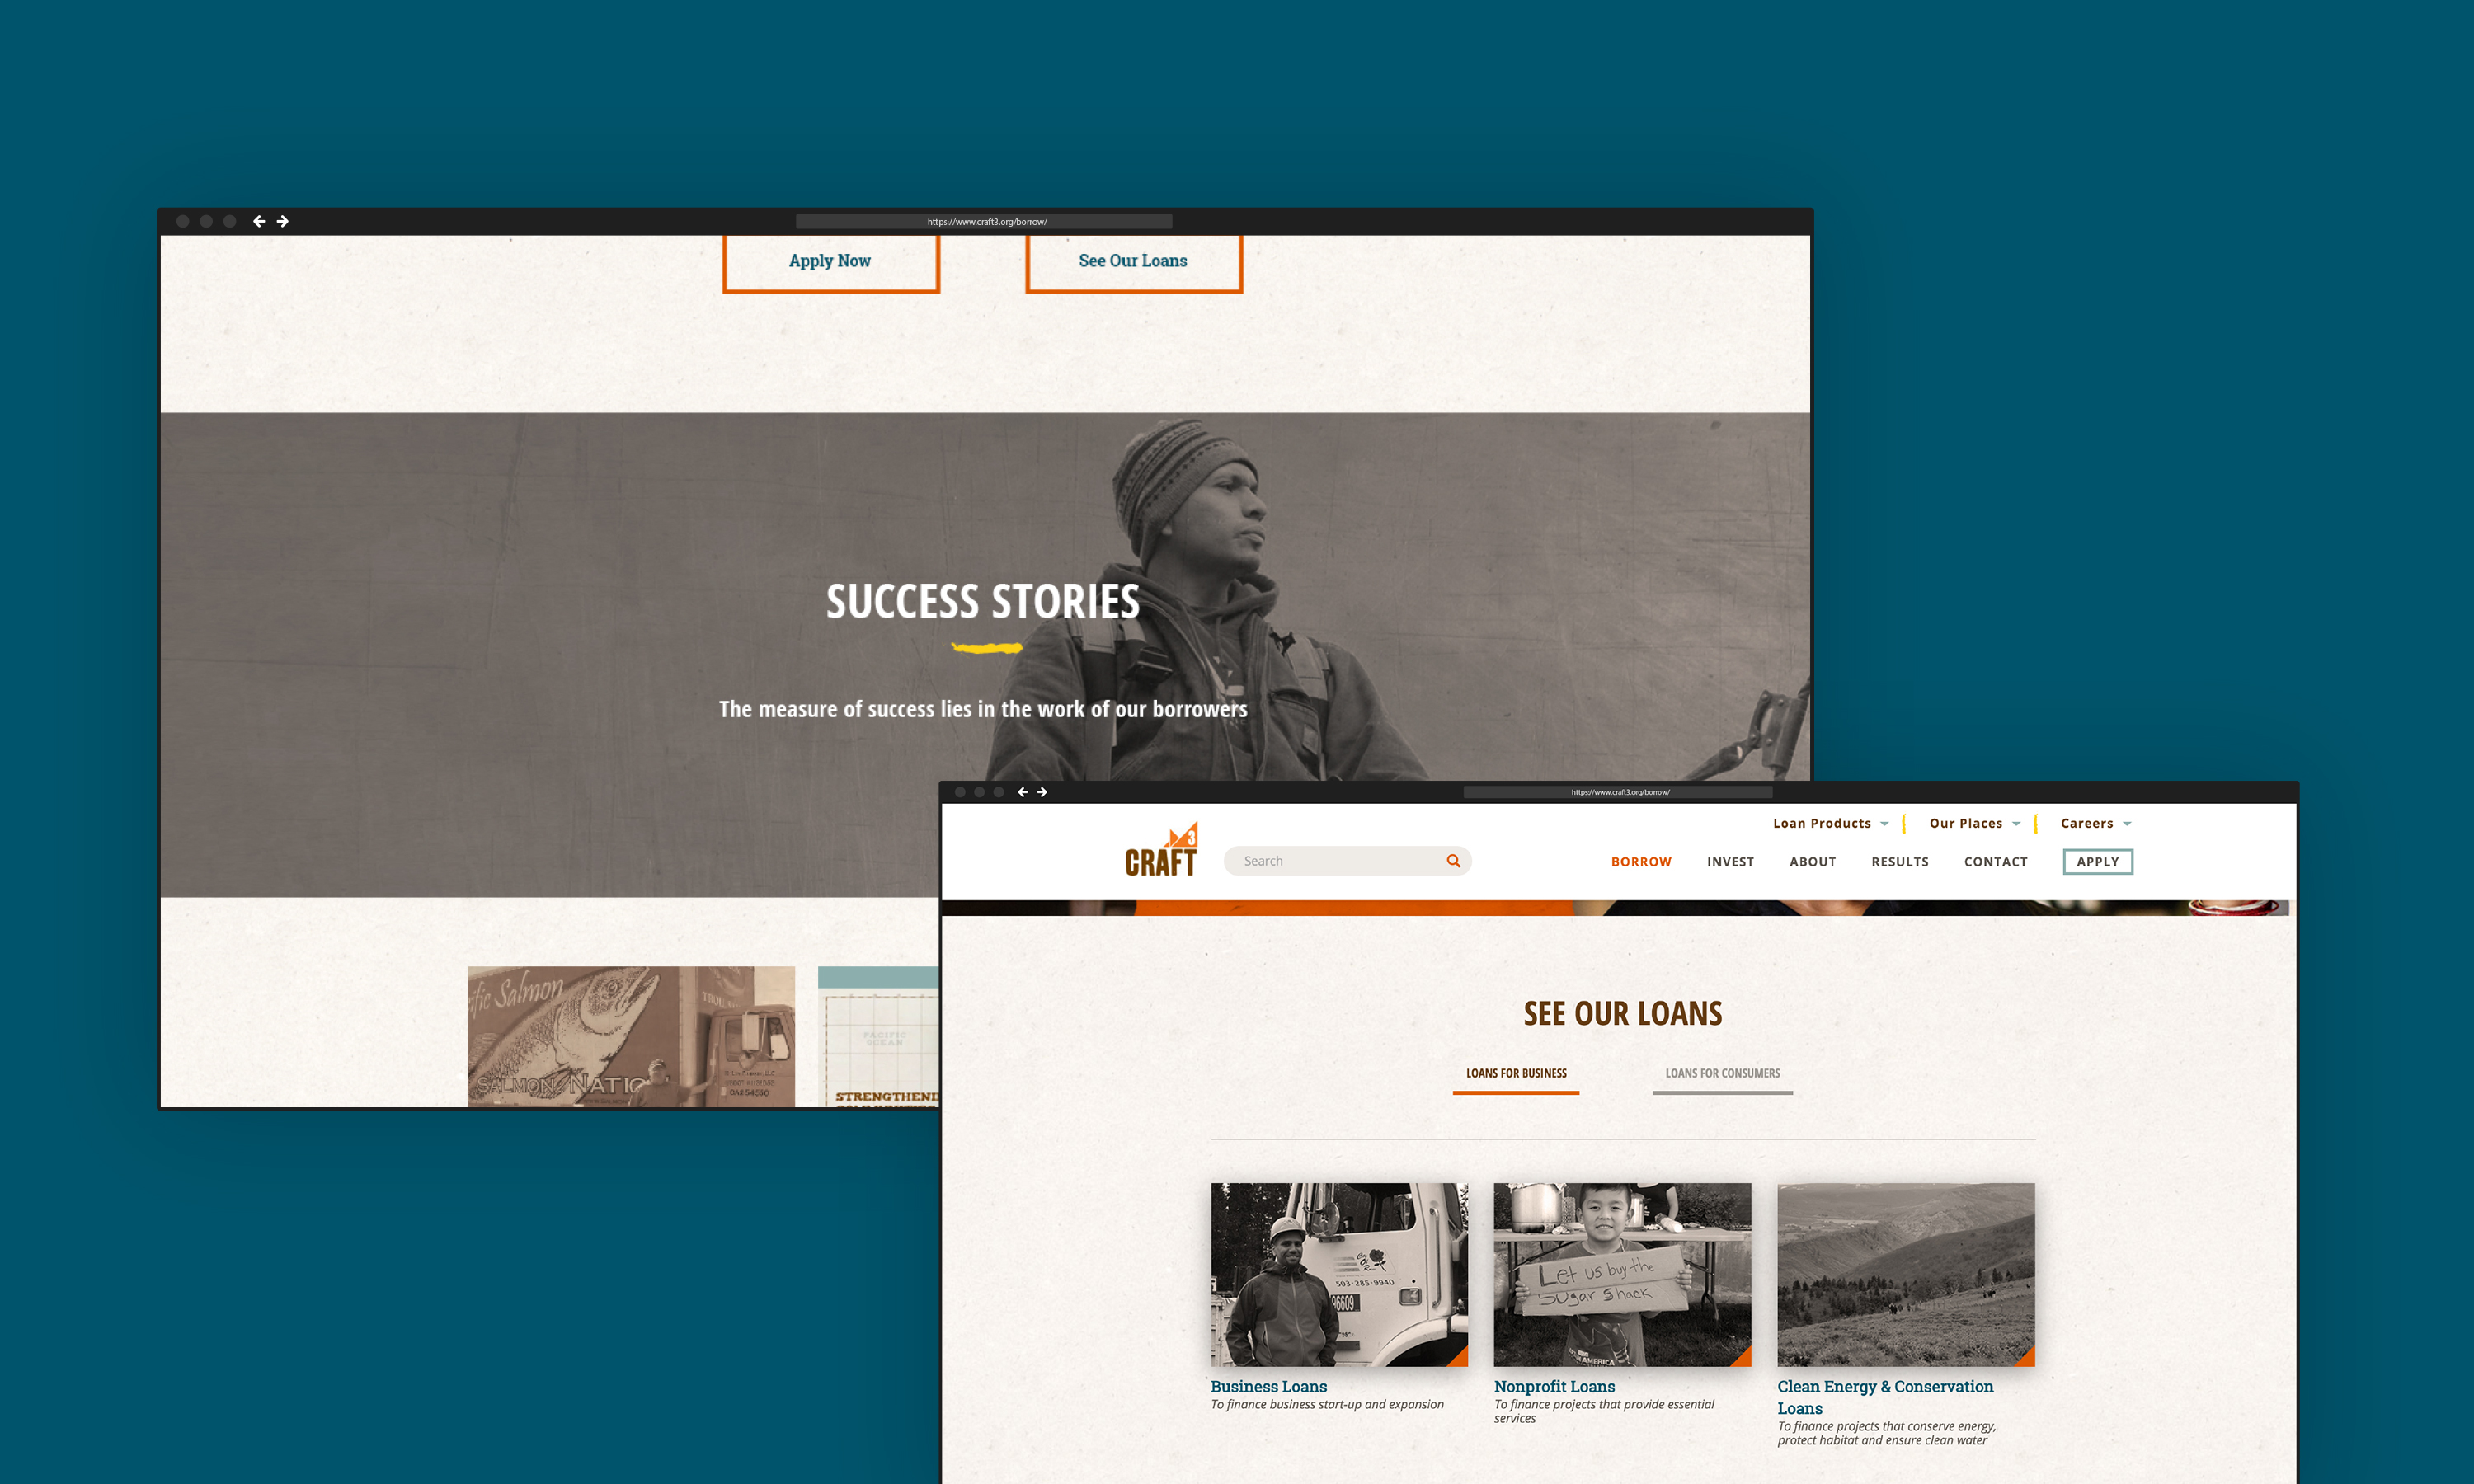 https://www.craft3.org/borrow/
Apply Now
See Our Loans
SUCCESS STORIES
The measure of success lies in the work of our borrowers
Salmon
SALMON NATIO
PACIFIC
OCEAN
STRENGTHENI
https://www.craft3.org/borrow/
Loan Products
Our Places
Careers
3
CRAFT
Search
BORROW
INVEST
ABOUT
RESULTS
CONTACT
APPLY
SEE OUR LOANS
LOANS FOR BUSINESS
LOANS FOR CONSUMERS
503-285-9940
96609
Let us buy the
Sugar Shack
AMERICA
Business Loans
To finance business start-up and expansion
Nonprofit Loans
To finance projects that provide essential
services
Clean Energy & Conservation
Loans
To finance projects that conserve energy,
protect habitat and ensure clean water